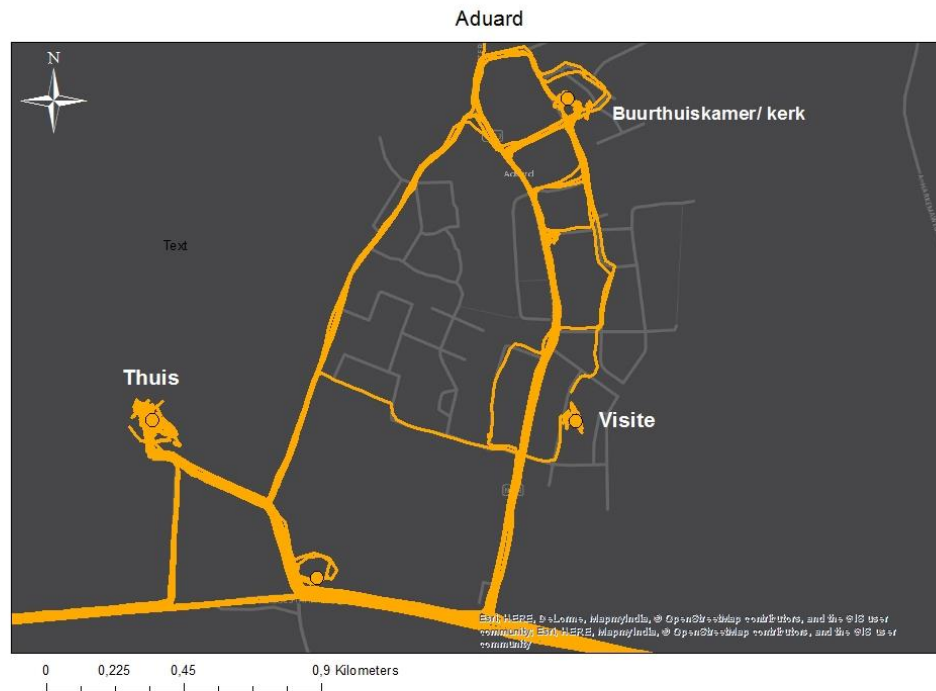 Aduard
N
Buurthuiskamer/ kerk
Aduard
Text
Thuis
Visite
Esri, HERE, DeLorme, MapmyIndia, © OpenStreetMap contributors, and the GIS user
community, Esri, HERE, MapmyIndia, © OpenStreetMap contributors, and the GIS user
community
0 0,225 0,45 0,9 Kilometers